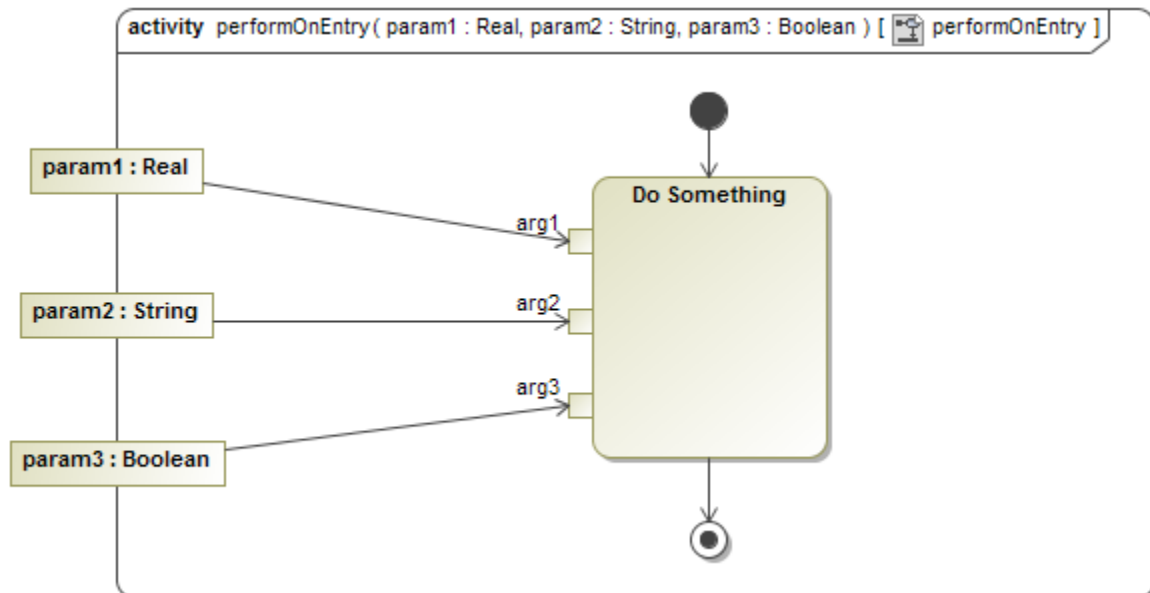 activity performOnEntry( param1 : Real, param2 : String, param3 : Boolean ) [ performOnEntry ]
param1 : Real
Do Something
arg1
param2 : String
arg2
arg3
param3 : Boolean